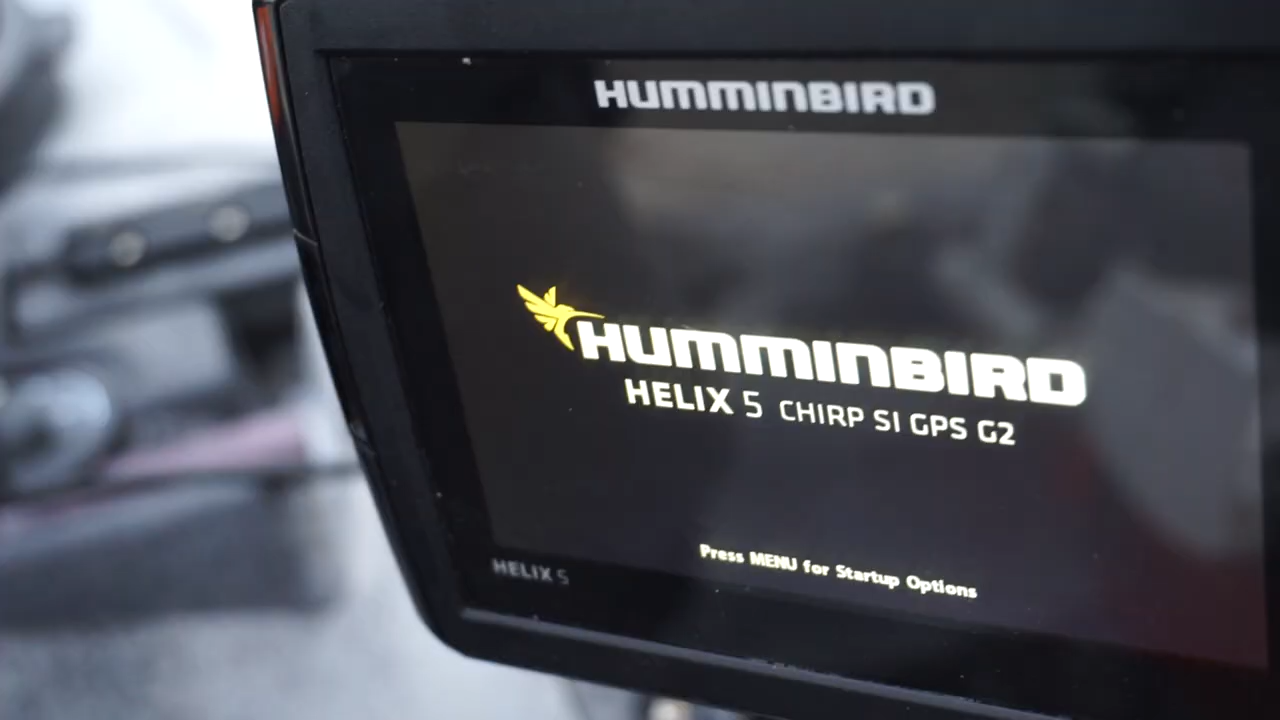 HUMMINBIRD
HUMMINBIRD
HELIX 5 CHIRP SI GPS G2
Press MENU for Startup Options
HELIX 5